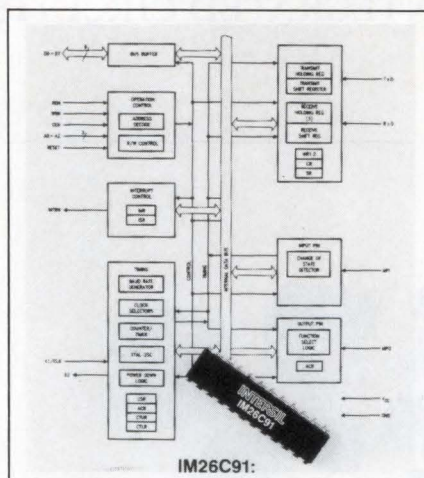 D0-D7
8
BUS BUFFER
OPERATION
CONTROL
ADDRESS
DECODE
R/W CONTROL
RDN
WRN
CEN
A0-A2
RESET
INTERRUPT
CONTROL
IMR
ISR
INTRN
TIMING
BAUD RATE
GENERATOR
CLOCK
SELECTORS
COUNTER/
TIMER
XTAL OSC
POWER DOWN
LOGIC
CSR
ACR
CTUR
CTLR
X1/CLK
X2
CONTROL
TIMING
INTERNAL DATA BUS
TRANSMIT
HOLDING REG
TRANSMIT
SHIFT REGISTER
RECEIVE
HOLDING REG
(3)
RECEIVE
SHIFT REG
MR1,2
CR
SR
TxD
RxD
INPUT PIN
CHANGE OF
STATE
DETECTOR
MPI
OUTPUT PIN
FUNCTION
SELECT
LOGIC
ACR
MPO
GND
INTERSIL
IM26C91
IM26C91: